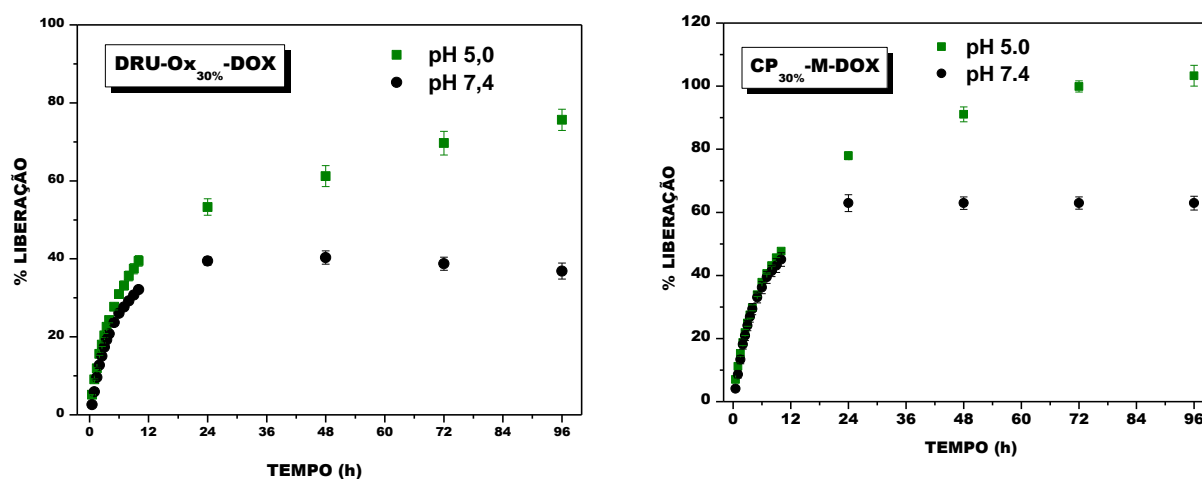 100
80
60
40
20
0
% LIBERAÇÃO
DRU-Ox30%-DOX
pH 5,0
pH 7,4
0 12 24 36 48 60 72 84 96
TEMPO (h)
120
100
80
60
40
20
0
% LIBERAÇÃO
CP30%-M-DOX
pH 5.0
pH 7.4
0 12 24 36 48 60 72 84 96
TEMPO (h)